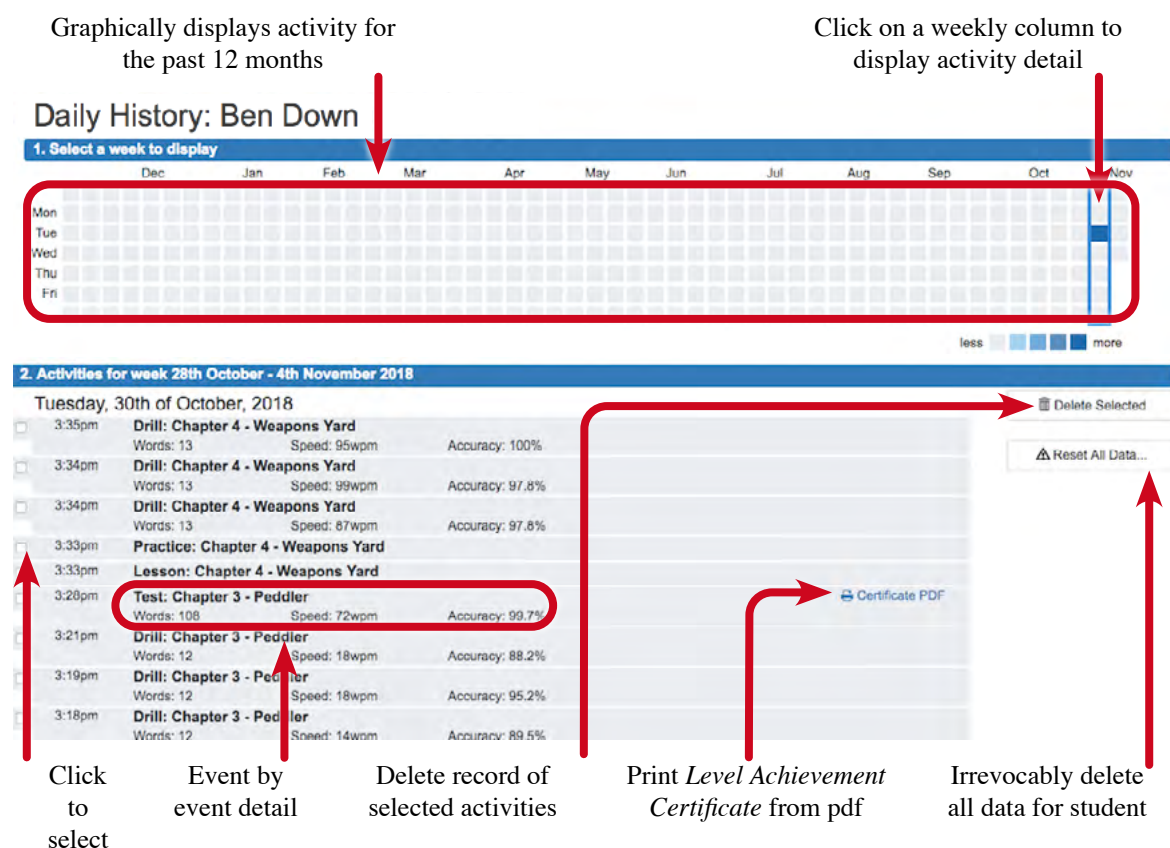 Graphically displays activity for
the past 12 months
Click on a weekly column to
display activity detail
Daily History: Ben Down
1. Select a week to display
Dec Jan Feb Mar Apr May Jun Jul Aug Sep Oct Nov
Mon
Tue
Wed
Thu
Fri
less more
2. Activities for week 28th October - 4th November 2018
Tuesday, 30th of October, 2018
Delete Selected
Reset All Data...
3:35pm Drill: Chapter 4 - Weapons Yard
Words: 13 Speed: 95wpm Accuracy: 100%
3:34pm Drill: Chapter 4 - Weapons Yard
Words: 13 Speed: 99wpm Accuracy: 97.8%
3:34pm Drill: Chapter 4 - Weapons Yard
Words: 13 Speed: 87wpm Accuracy: 97.8%
3:33pm Practice: Chapter 4 - Weapons Yard
3:33pm Lesson: Chapter 4 - Weapons Yard
3:28pm Test: Chapter 3 - Peddler Certificate PDF
Words: 108 Speed: 72wpm Accuracy: 99.7%
3:21pm Drill: Chapter 3 - Peddler
Words: 12 Speed: 18wpm Accuracy: 88.2%
3:19pm Drill: Chapter 3 - Peddler
Words: 12 Speed: 18wpm Accuracy: 95.2%
3:18pm Drill: Chapter 3 - Peddler
Words: 12 Speed: 14wpm Accuracy: 89.5%
Click
to
select
Event by
event detail
Delete record of
selected activities
Print Level Achievement
Certificate from pdf
Irrevocably delete
all data for student